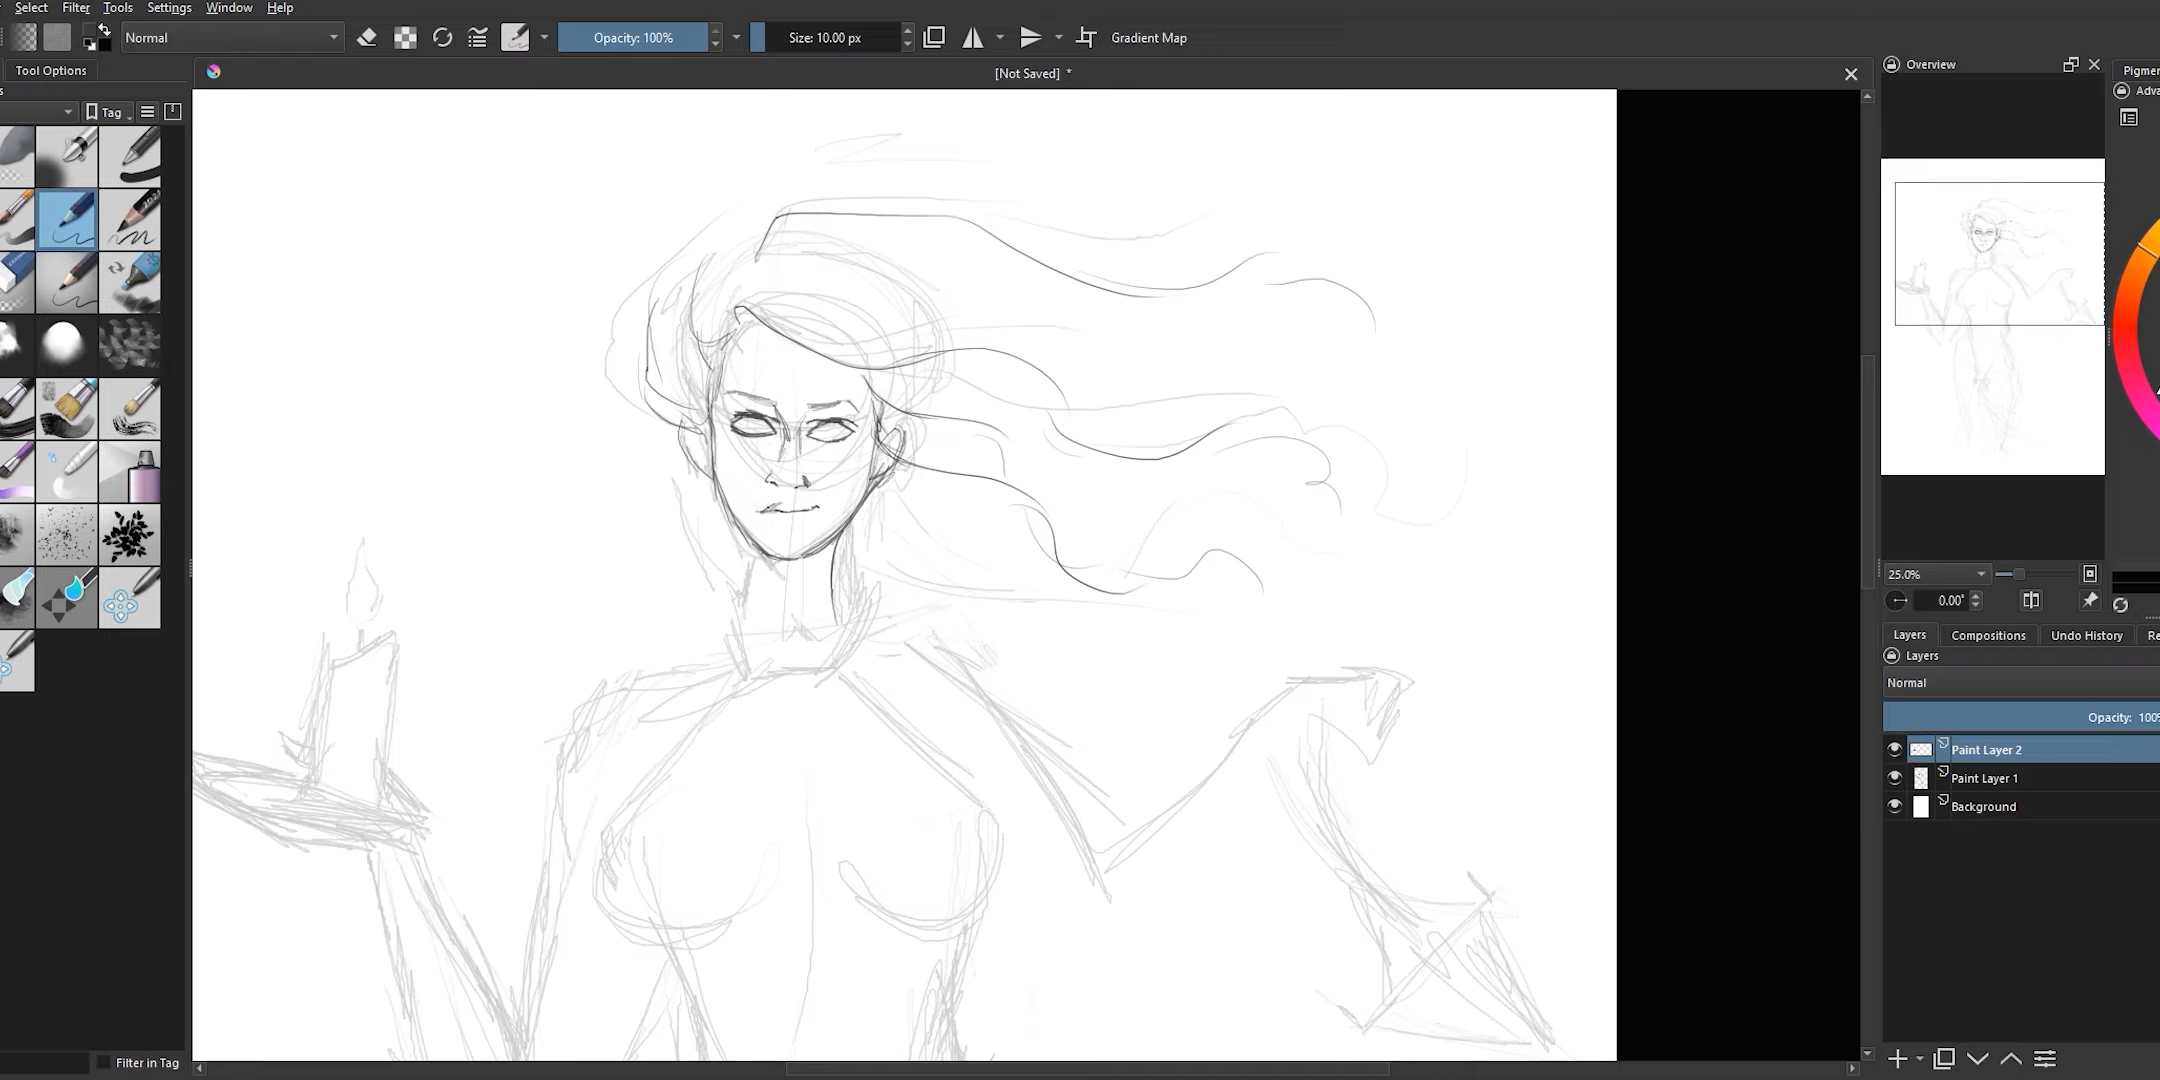 Select Filter Tools Settings Window Help
Normal
Opacity: 100%
Size: 10.00 px
Gradient Map
Tool Options
[Not Saved] *
Overview
Tag
25.0%
0.00°
Layers Compositions Undo History
Layers
Normal
Opacity: 100%
Paint Layer 2
Paint Layer 1
Background
Filter in Tag